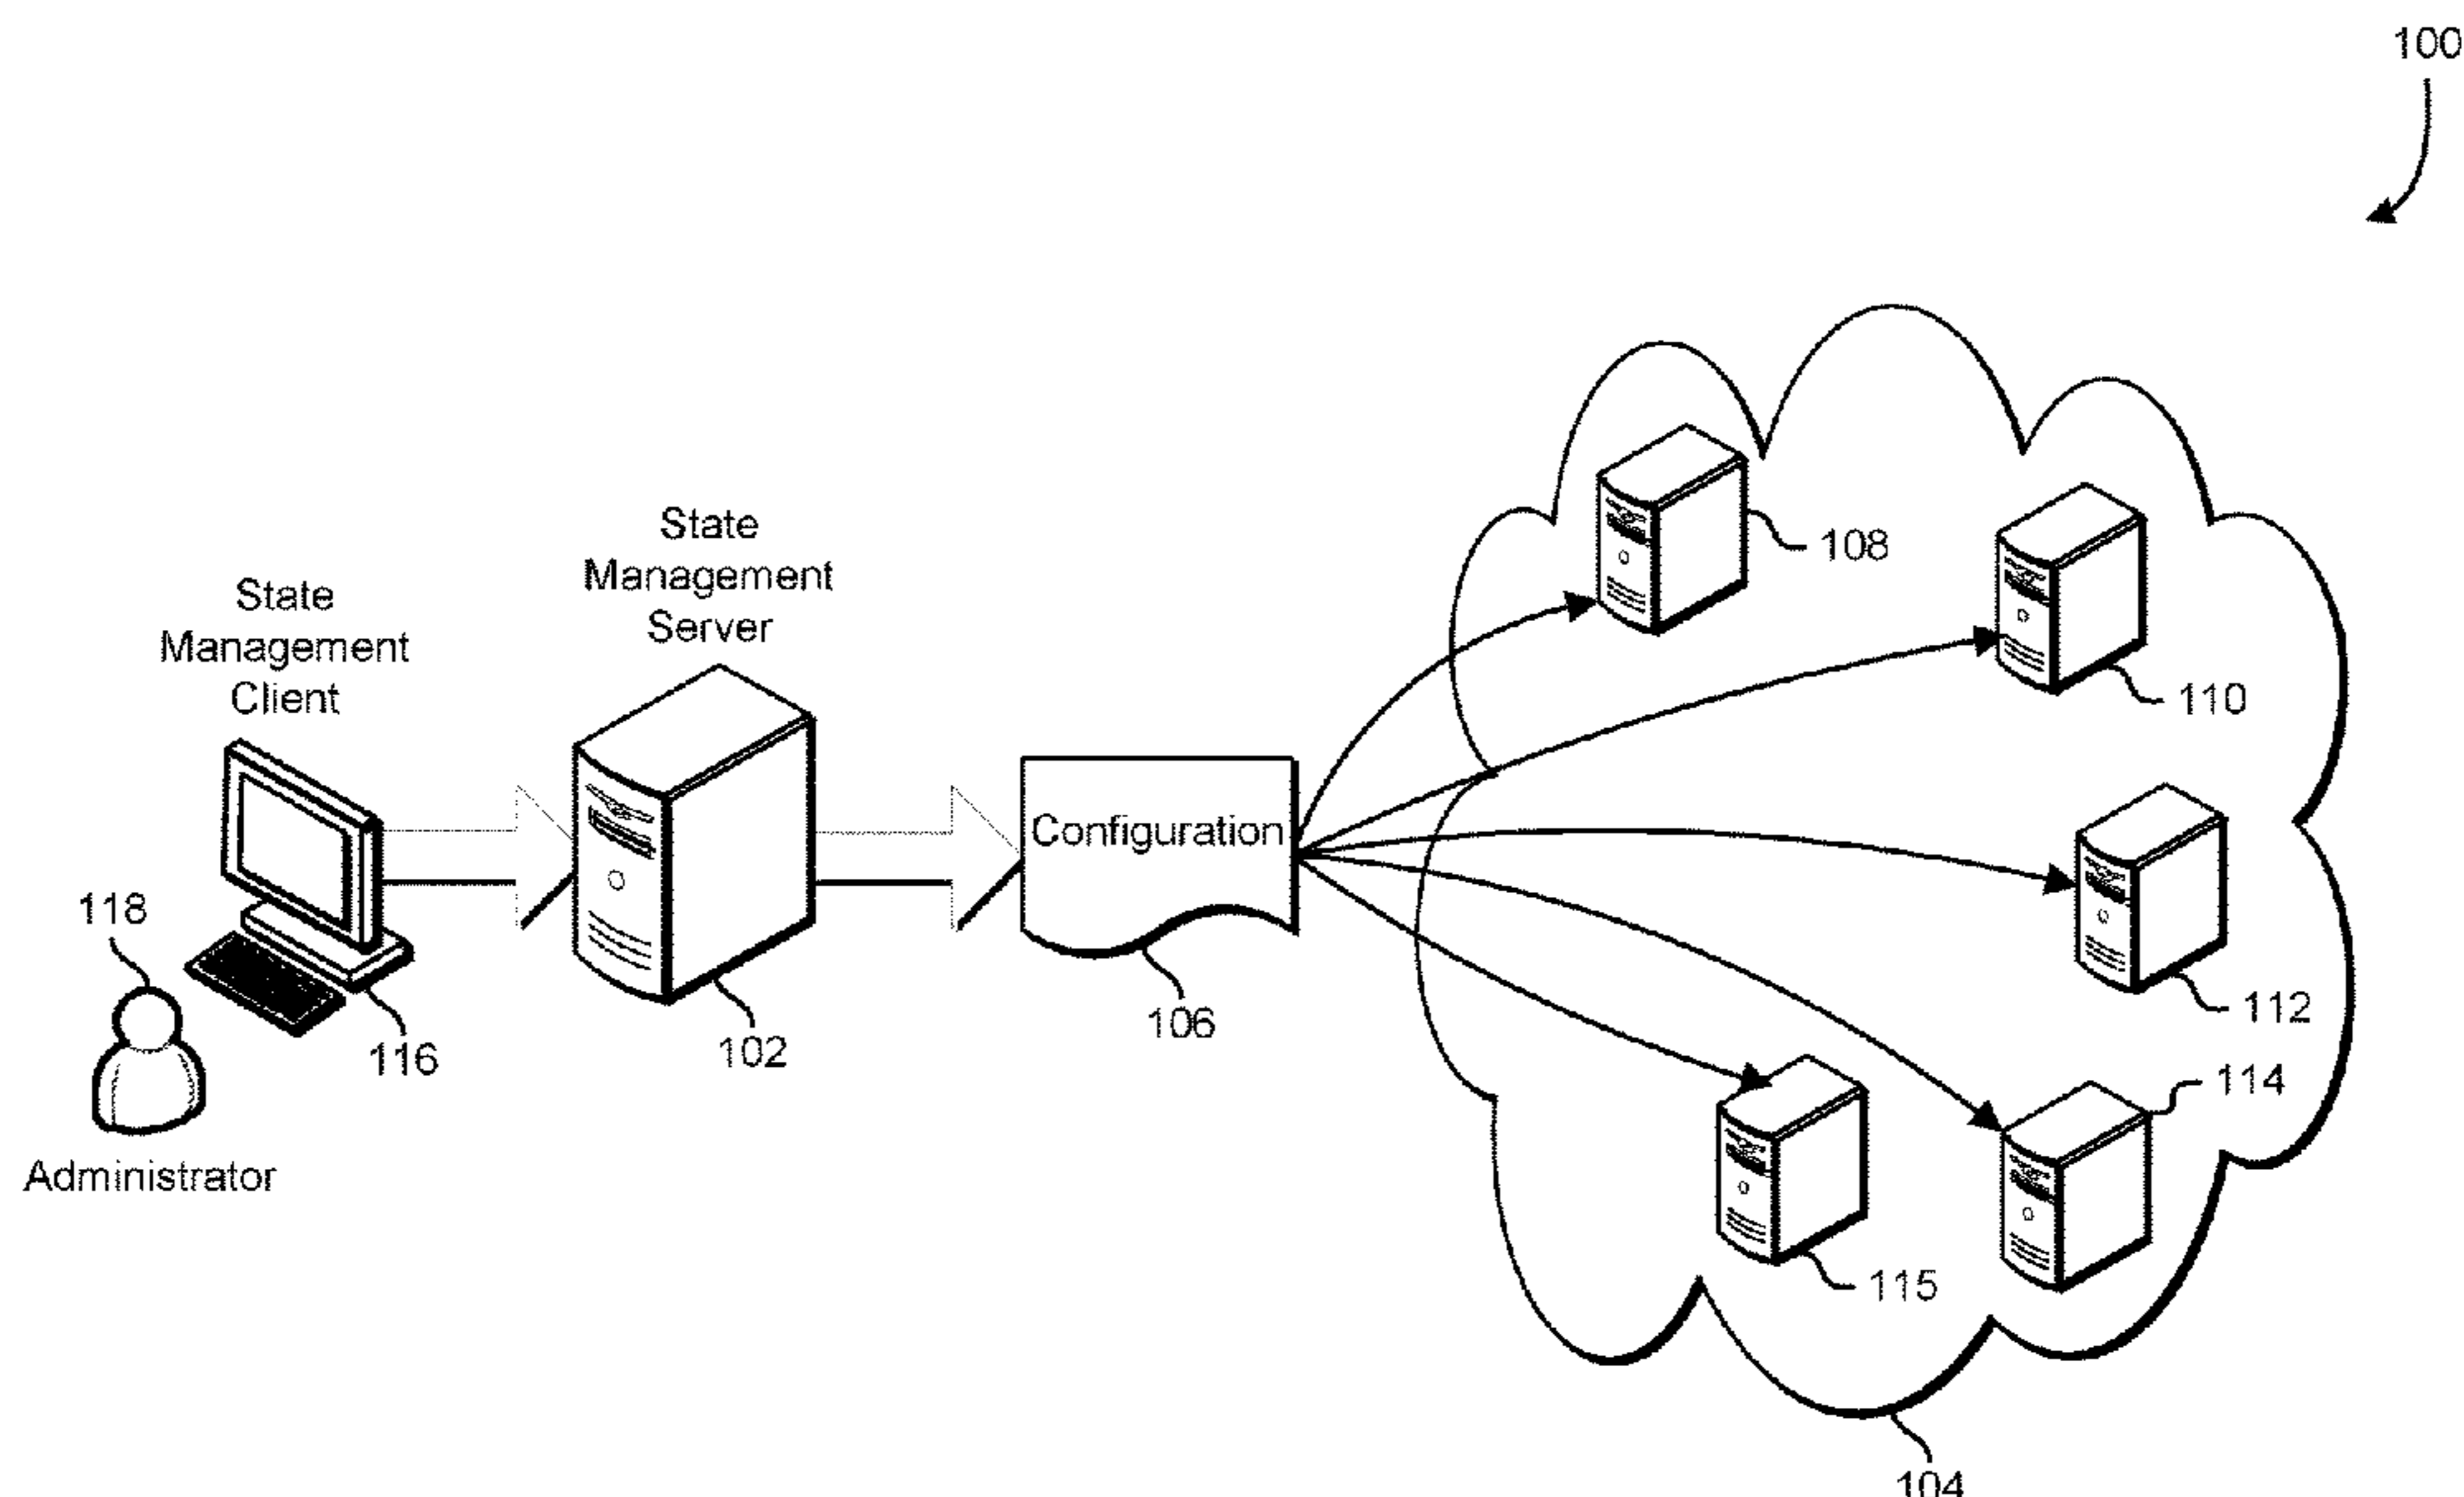 100
State
Management
Server
State
Management
Client
108
110
Configuration
118
116
102
106
112
114
Administrator
115
104